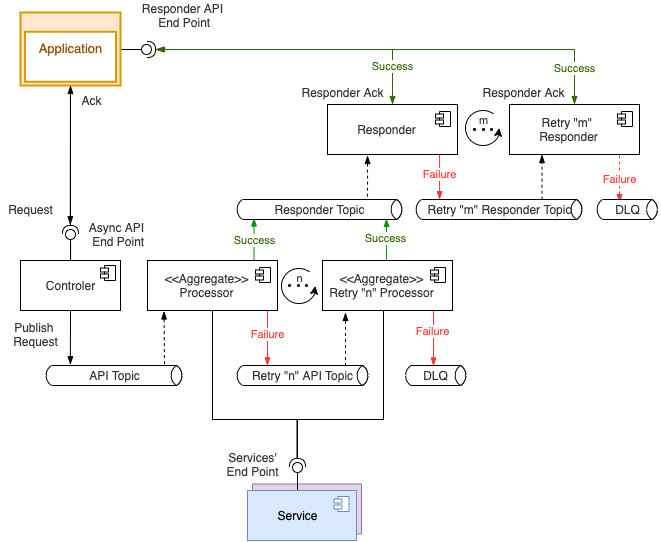 Responder API
End Point
Application
Success
Success
Ack
Responder Ack
Responder Ack
Responder
m
Retry "m"
Responder
Failure
Failure
Request
Responder Topic
Retry "m" Responder Topic
DLQ
Async API
End Point
Success
Success
Controler
<<Aggregate>>
Processor
n
<<Aggregate>>
Retry "n" Processor
Publish
Request
Failure
Failure
API Topic
Retry "n" API Topic
DLQ
Services'
End Point
Service